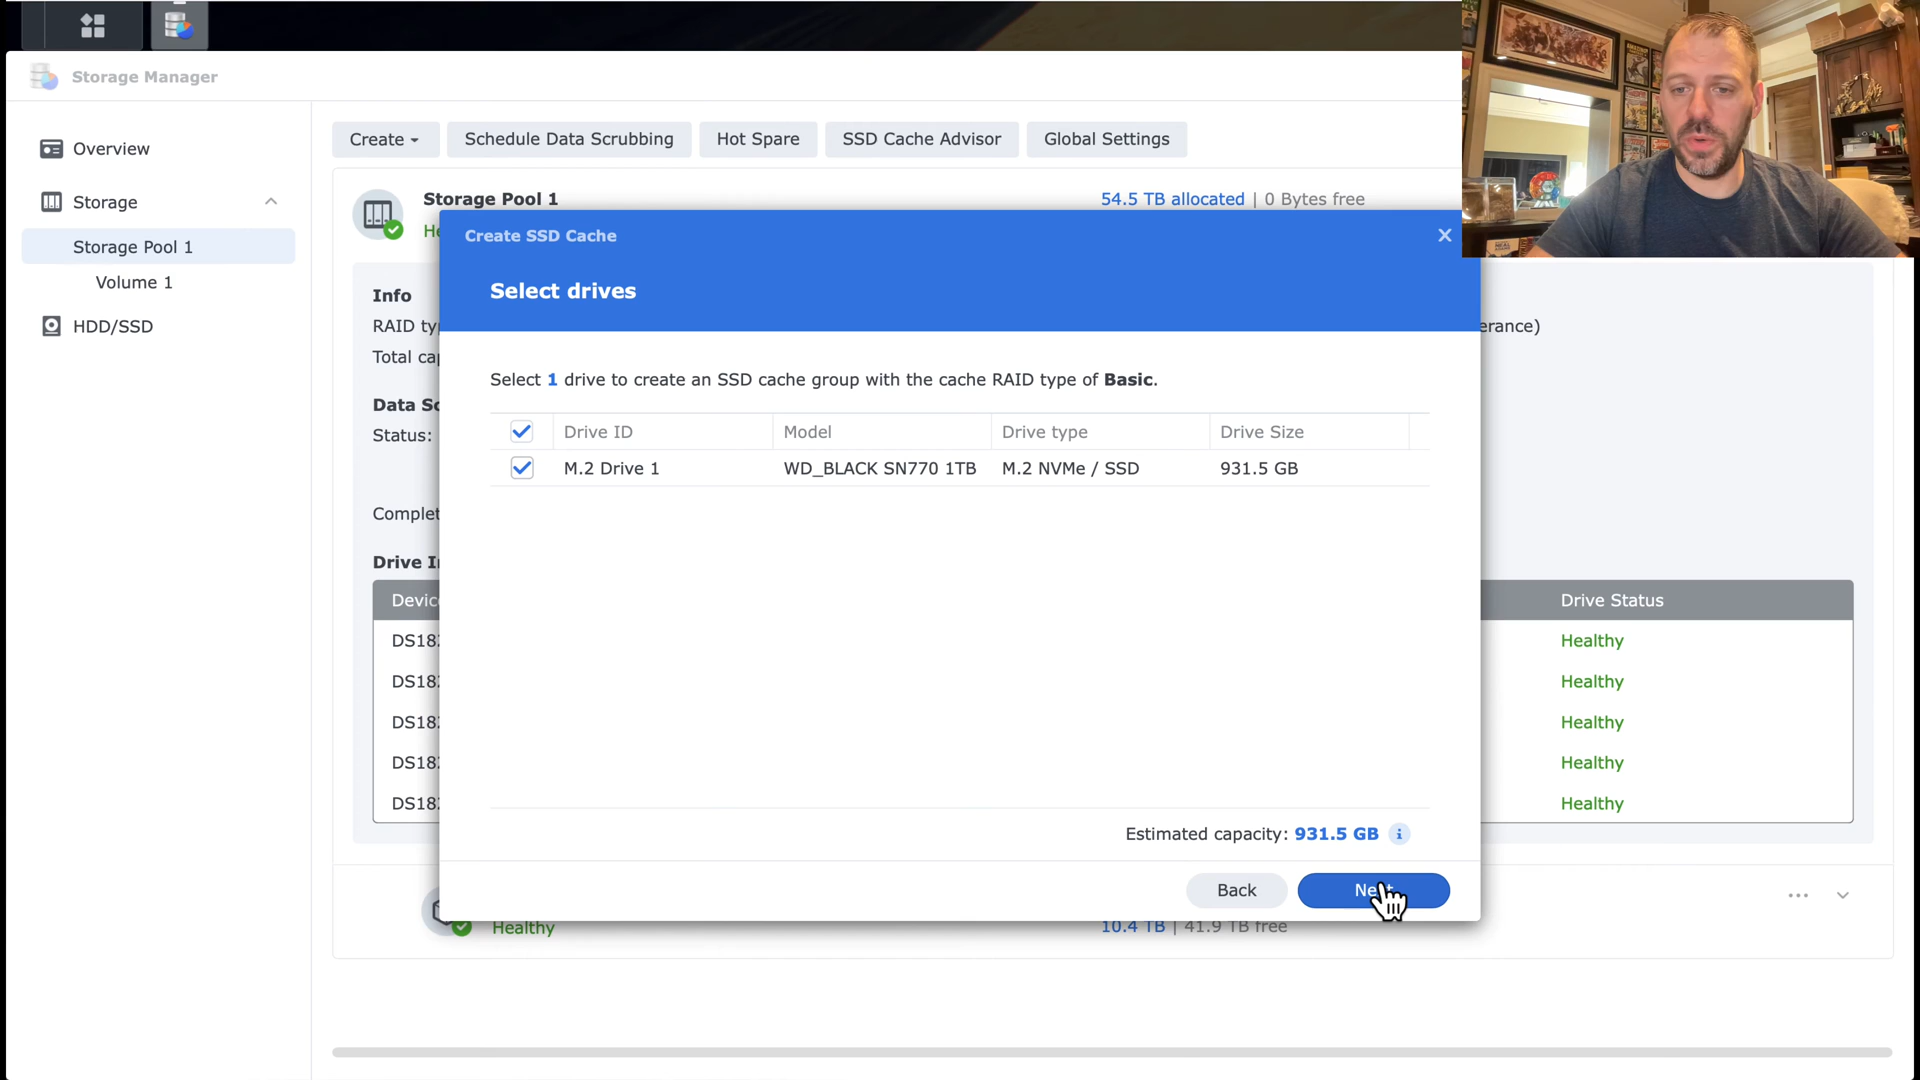 Storage Manager
Overview
Storage
Storage Pool 1
Volume 1
HDD/SSD
Create
Schedule Data Scrubbing
Hot Spare
SSD Cache Advisor
Global Settings
Storage Pool 1
54.5 TB allocated | 0 Bytes free
He
Info
RAID ty
erance)
Total cap
Data Sc
Status:
Complet
Drive I
Devic
Drive Status
DS18
Healthy
DS18
Healthy
DS18
Healthy
DS18
Healthy
DS18
Healthy
Create SSD Cache
Select drives
Select 1 drive to create an SSD cache group with the cache RAID type of Basic.
Drive ID Model Drive type Drive Size
M.2 Drive 1 WD_BLACK SN770 1TB M.2 NVMe / SSD 931.5 GB
Estimated capacity: 931.5 GB
Back
Next
Healthy
10.4 TB | 41.9 TB free